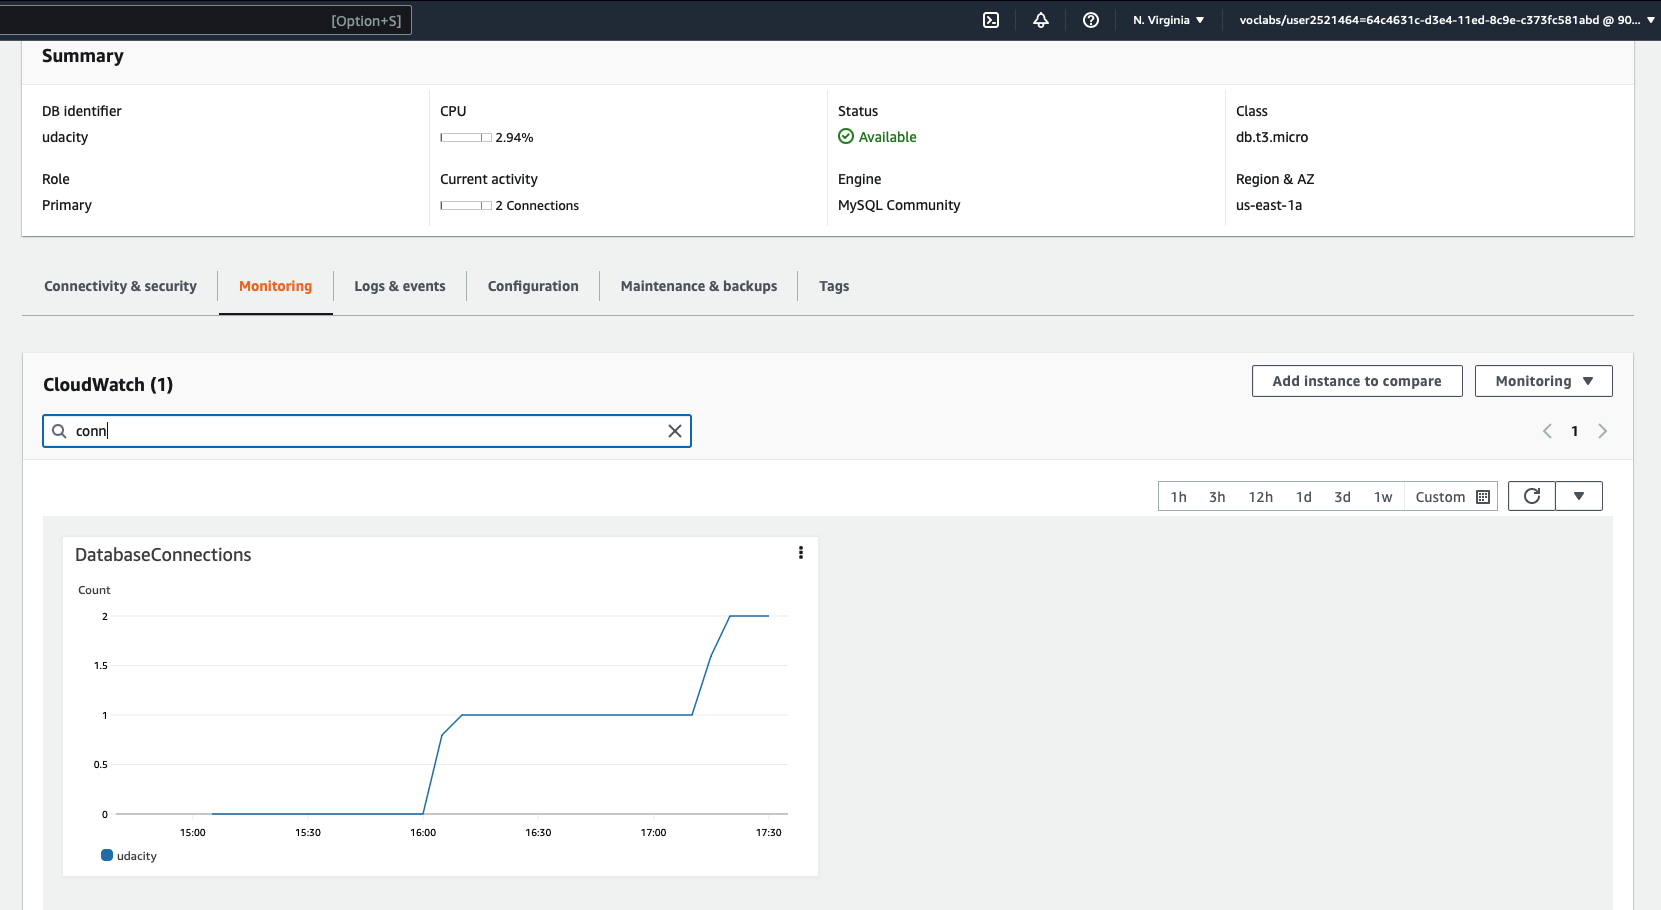 [Option+S]
N. Virginia
voclabs/user2521464=64c4631c-d3e4-11ed-8c9e-c373fc581abd @ 90...
Summary
DB identifier
udacity
CPU
2.94%
Status
Available
Class
db.t3.micro
Role
Primary
Current activity
2 Connections
Engine
MySQL Community
Region & AZ
us-east-1a
Connectivity & security
Monitoring
Logs & events
Configuration
Maintenance & backups
Tags
CloudWatch (1)
Add instance to compare
Monitoring
conn
1
1h 3h 12h 1d 3d 1w Custom
DatabaseConnections
Count
2
1.5
1
0.5
0
15:00 15:30 16:00 16:30 17:00 17:30
udacity